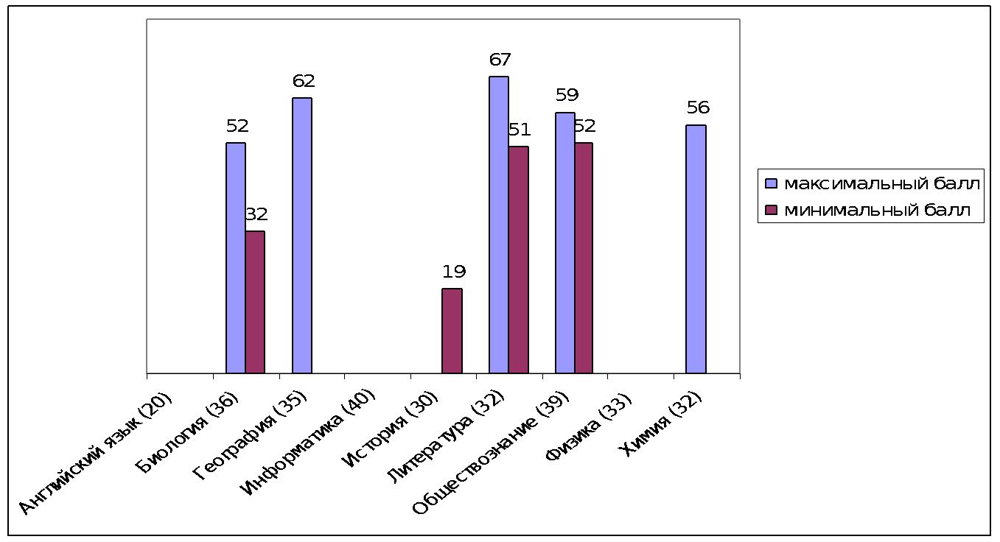 67
62
59
56
52
51
52
32
19
максимальный балл
минимальный балл
Английский язык (20)
Биология (36)
География (35)
Информатика (40)
История (30)
Литература (32)
Обществознание (39)
Физика (33)
Химия (32)